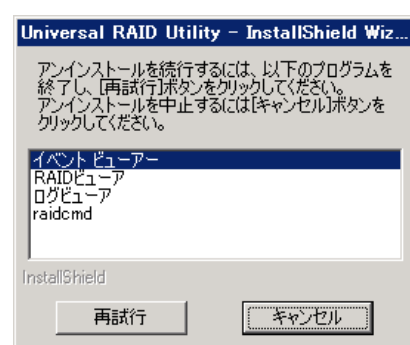 Universal RAID Utility - InstallShield Wiz...
アンインストールを続行するには、以下のプログラムを
終了し、[再試行]ボタンをクリックしてください。
アンインストールを中止するには[キャンセル]ボタンを
クリックしてください。
イベント ビューアー
RAIDビューア
ログビューア
raidcmd
InstallShield
再試行
キャンセル